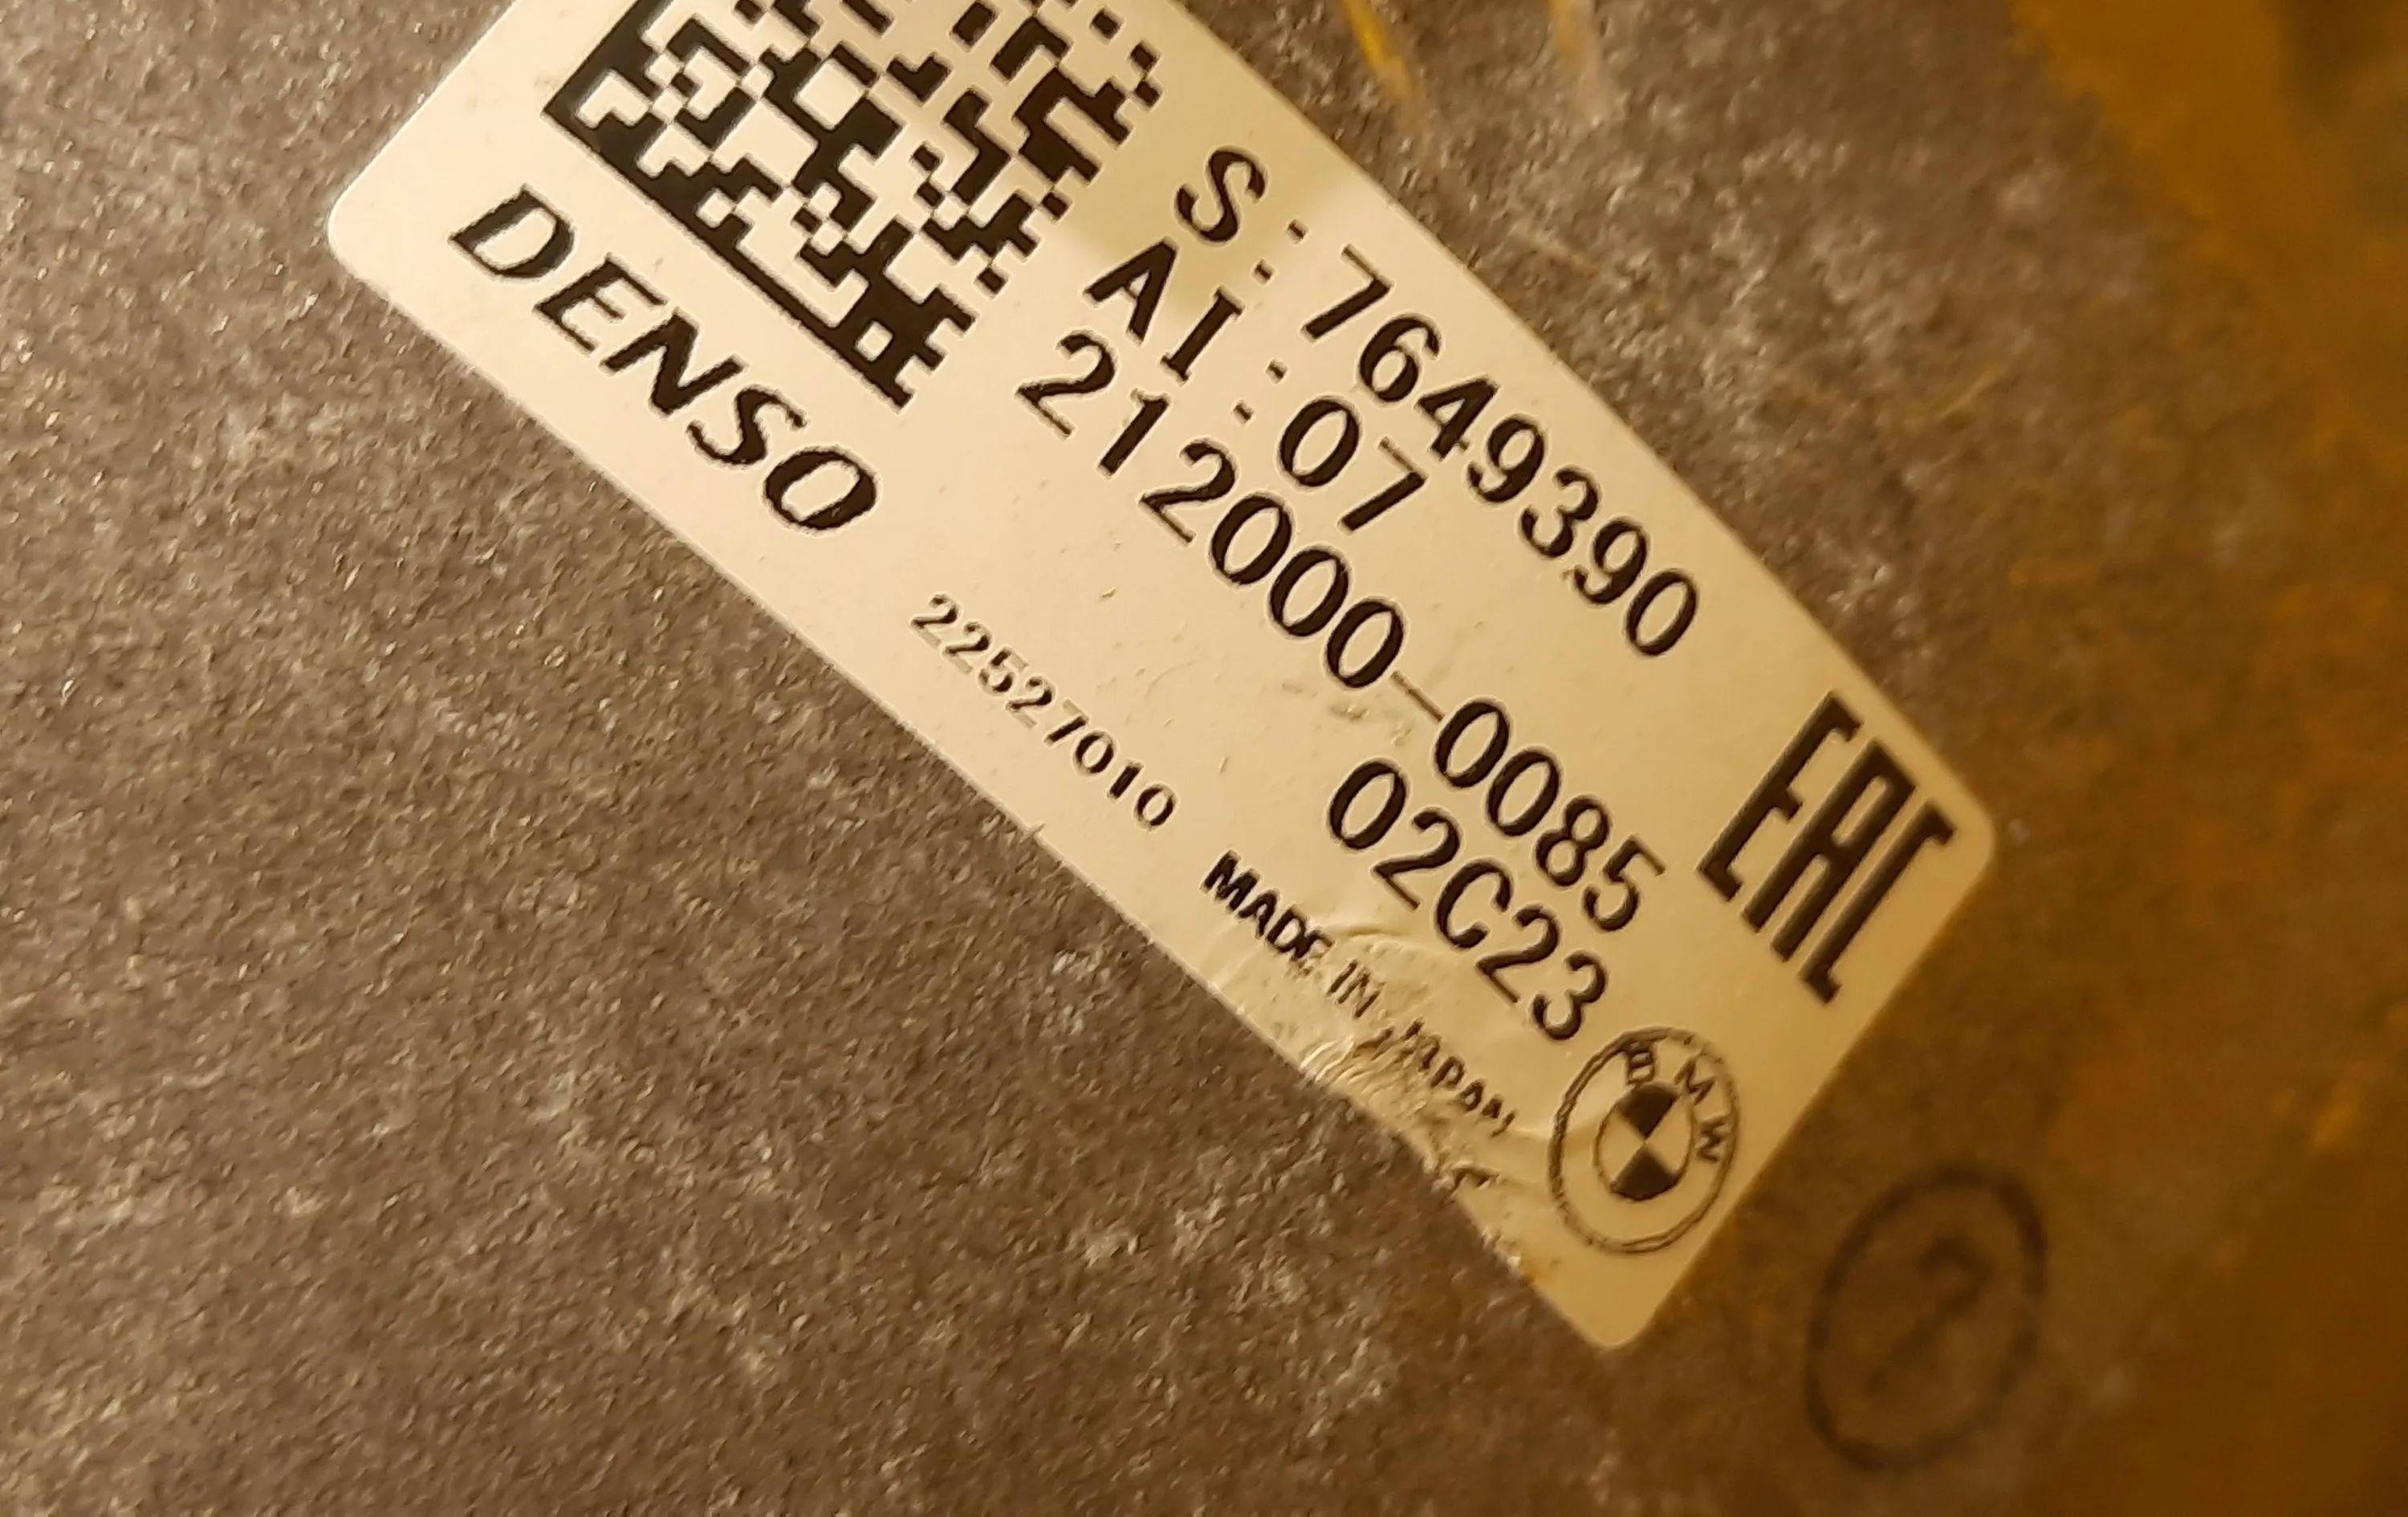 S:7649390
AI:07
212000-0085
02C23
DENSO
22527010
MADE IN JAPAN
EAC
BMW